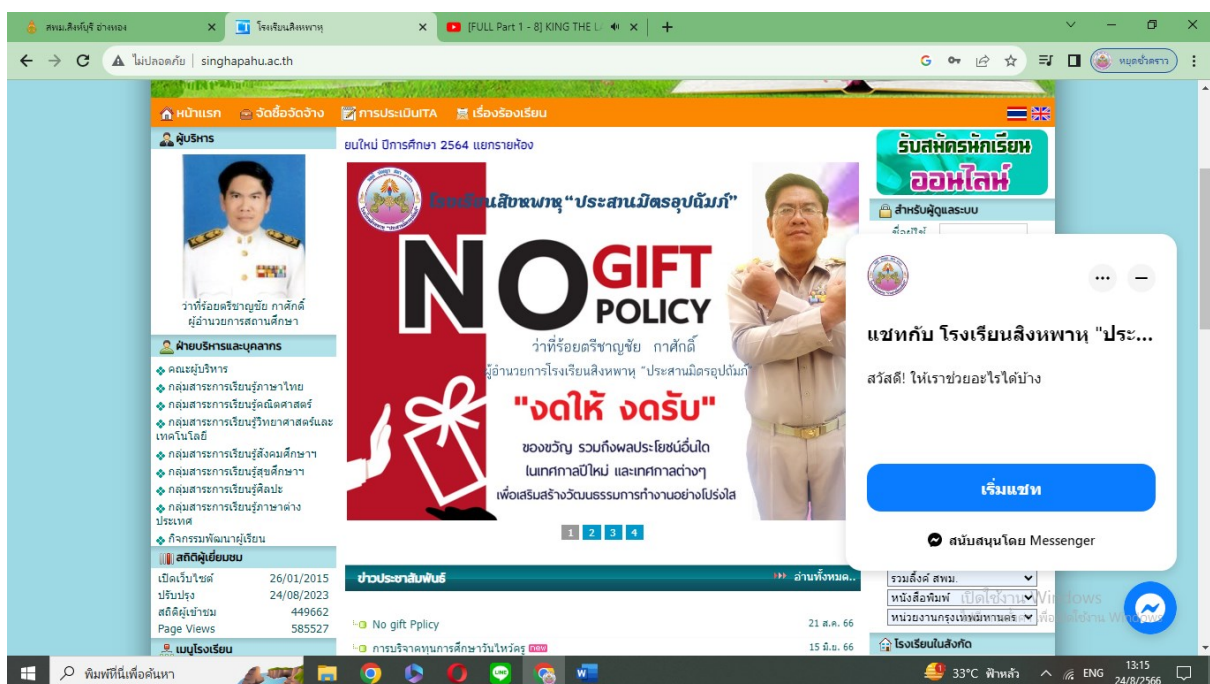 สพม.สิงห์บุรี อ่างทอง
โรงเรียนสิงหพาหุ
[FULL Part 1 - 8] KING THE L
ไม่ปลอดภัย | singhapahu.ac.th
หยุดชั่วคราว
หน้าแรก
จัดซื้อจัดจ้าง
การประเมินITA
เรื่องร้องเรียน
ผู้บริหาร
ว่าที่ร้อยตรีชาญชัย กาศักดิ์
ผู้อำนวยการสถานศึกษา
ฝ่ายบริหารและบุคลากร
คณะผู้บริหาร
กลุ่มสาระการเรียนรู้ภาษาไทย
กลุ่มสาระการเรียนรู้คณิตศาสตร์
กลุ่มสาระการเรียนรู้วิทยาศาสตร์และ
เทคโนโลยี
กลุ่มสาระการเรียนรู้สังคมศึกษาฯ
กลุ่มสาระการเรียนรู้สุขศึกษาฯ
กลุ่มสาระการเรียนรู้ศิลปะ
กลุ่มสาระการเรียนรู้ภาษาต่าง
ประเทศ
กิจกรรมพัฒนาผู้เรียน
สถิติผู้เยี่ยมชม
เปิดเว็บไซต์ 26/01/2015
ปรับปรุง 24/08/2023
สถิติผู้เข้าชม 449662
Page Views 585527
เมนูโรงเรียน
ยนใหม่ ปีการศึกษา 2564 แยกรายห้อง
โรงเรียนสิงหพาหุ “ประสานมิตรอุปถัมภ์”
NO GIFT
POLICY
ว่าที่ร้อยตรีชาญชัย กาศักดิ์
ผู้อำนวยการโรงเรียนสิงหพาหุ "ประสานมิตรอุปถัมภ์"
"งดให้ งดรับ"
ของขวัญ รวมถึงผลประโยชน์อื่นใด
ในเทศกาลปีใหม่ และเทศกาลต่างๆ
เพื่อเสริมสร้างวัฒนธรรมการทำงานอย่างโปร่งใส
1 2 3 4
ข่าวประชาสัมพันธ์
อ่านทั้งหมด..
No gift Pplicy 21 ส.ค. 66
การบริจาคทุนการศึกษาวันไหว้ครู new 15 มิ.ย. 66
รับสมัครนักเรียน
ออนไลน์
สำหรับผู้ดูแลระบบ
ชื่อผู้ใช้
แชทกับ โรงเรียนสิงหพาหุ "ประ...
สวัสดี! ให้เราช่วยอะไรได้บ้าง
เริ่มแชท
สนับสนุนโดย Messenger
รวมลิ้งค์ สพม.
หนังสือพิมพ์
หน่วยงานกรุงเทพมหานคร
เปิดใช้งาน Windows
โรงเรียนในสังกัด
พิมพ์ที่นี่เพื่อค้นหา
33°C ฟ้าหลัว
ENG
13:15
24/8/2566